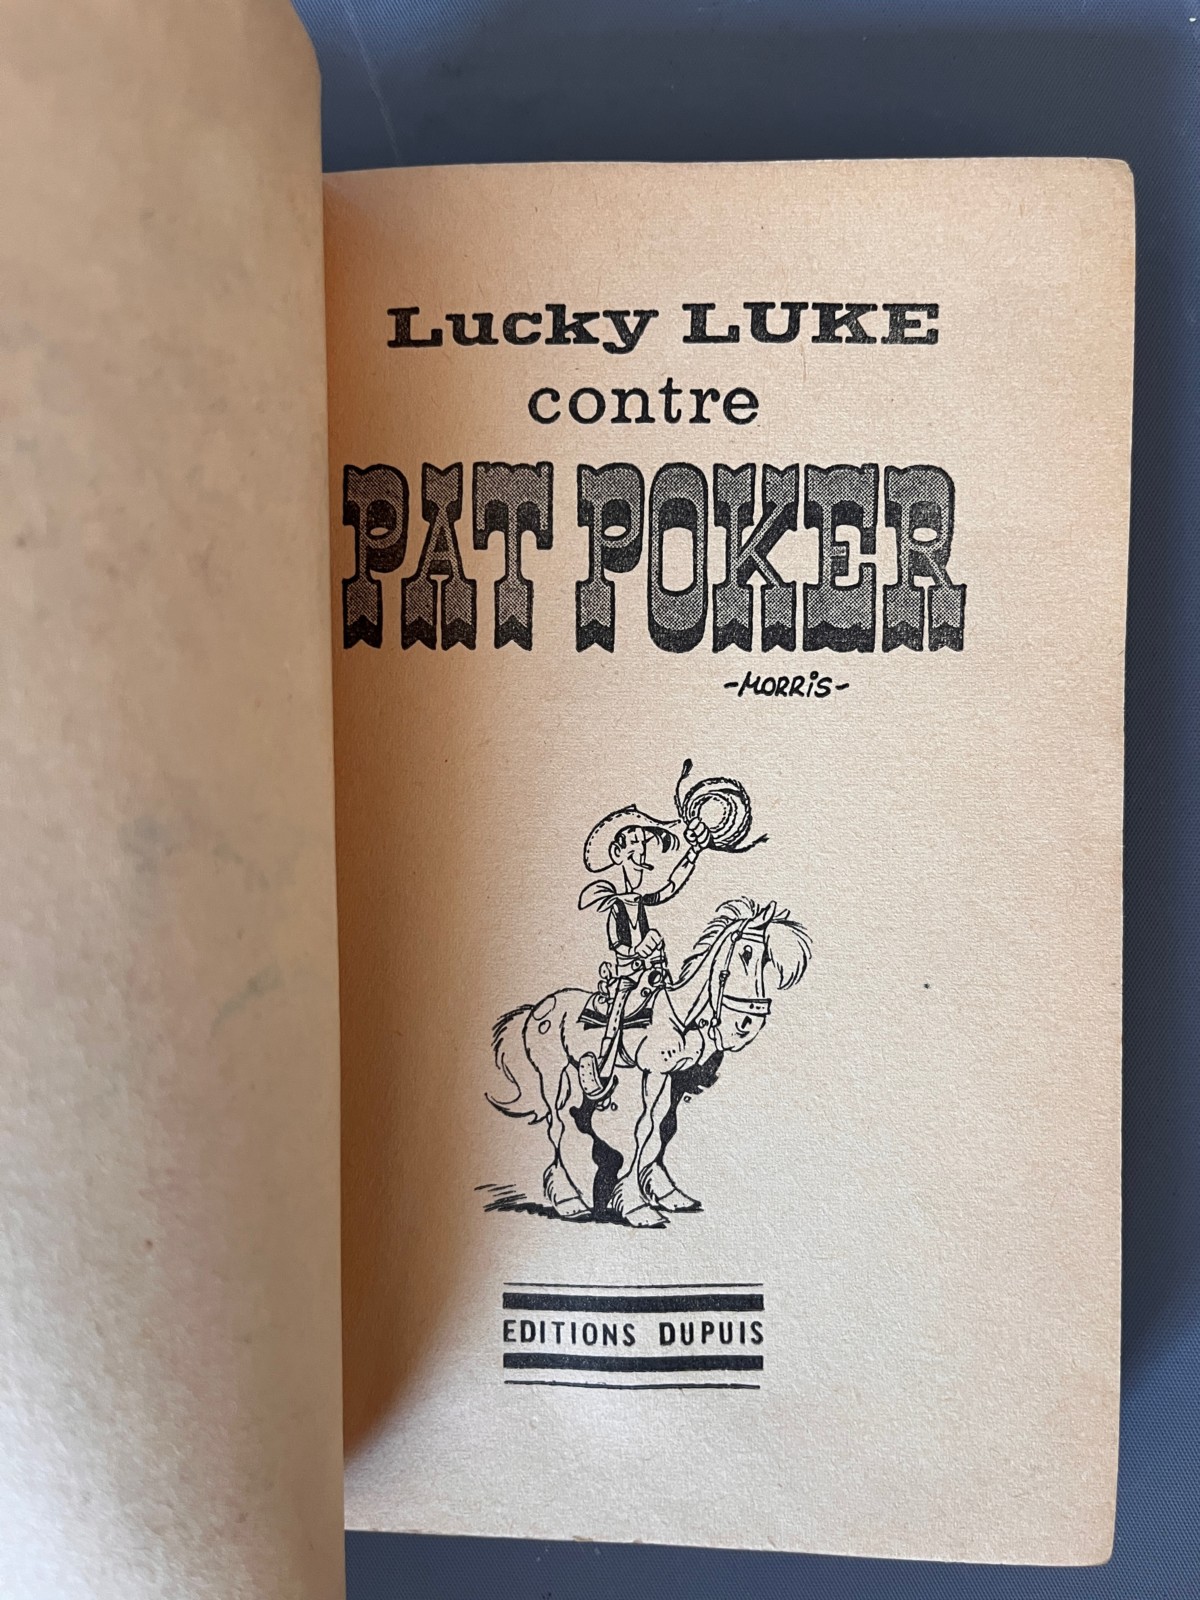 Lucky LUKE
contre
PAT POKER
-MORRiS-
EDITIONS DUPUIS